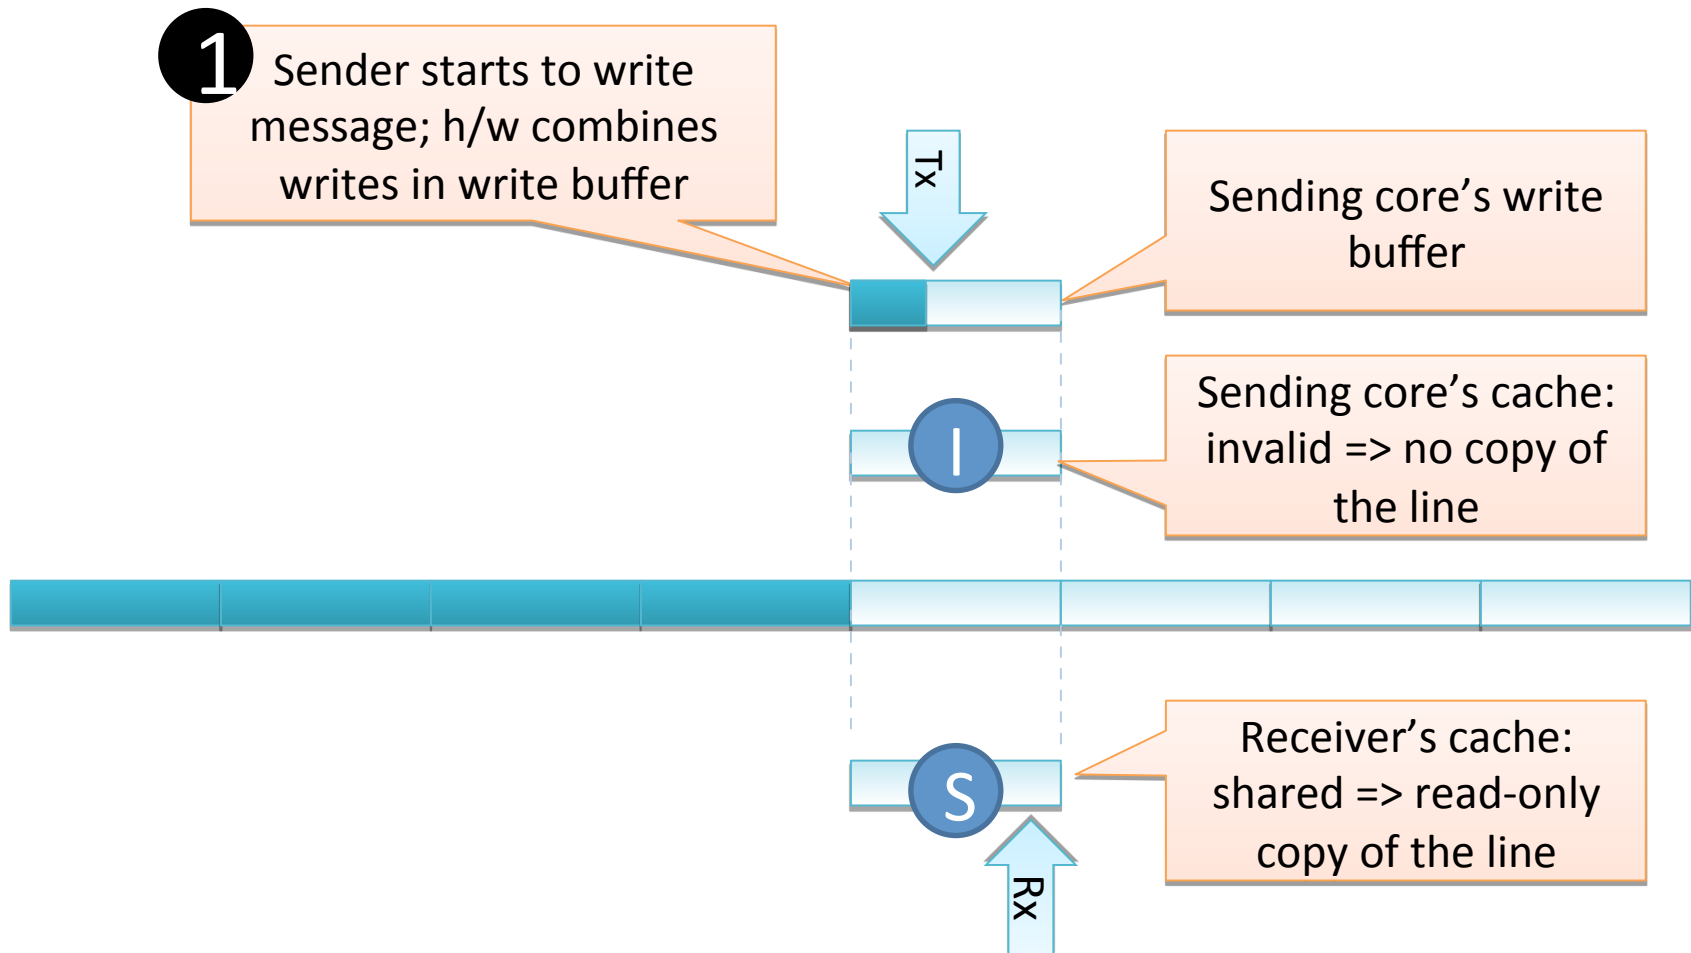 1
Sender starts to write
message; h/w combines
writes in write buffer
Tx
Sending core’s write
buffer
Sending core’s cache:
invalid => no copy of
the line
I
S
Receiver’s cache:
shared => read-only
copy of the line
Rx